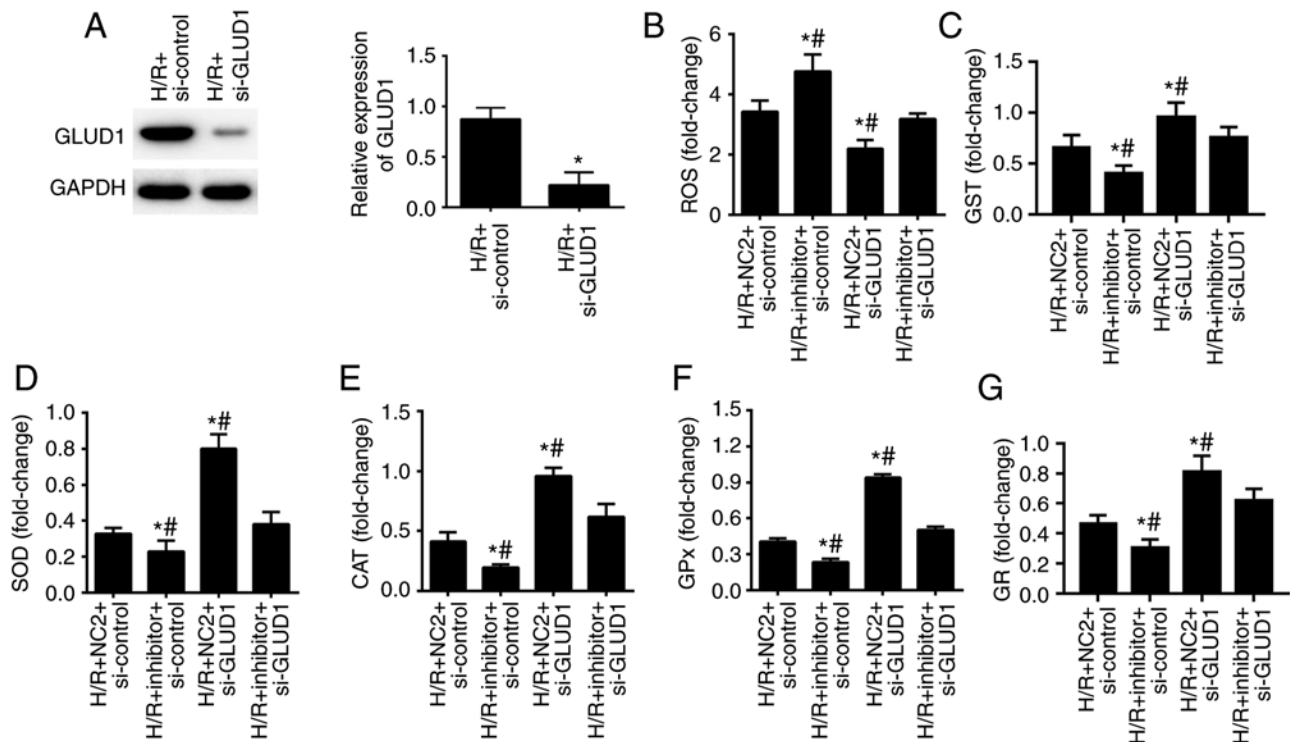 A
H/R+
si-control
H/R+
si-GLUD1
GLUD1
GAPDH
Relative expression
of GLUD1
1.5
1.0
0.5
0.0
*
H/R+
si-control
H/R+
si-GLUD1
B
ROS (fold-change)
6
4
2
0
*#
*#
H/R+NC2+
si-control
H/R+inhibitor+
si-control
H/R+NC2+
si-GLUD1
H/R+inhibitor+
si-GLUD1
C
GST (fold-change)
1.5
1.0
0.5
0.0
*#
*#
H/R+NC2+
si-control
H/R+inhibitor+
si-control
H/R+NC2+
si-GLUD1
H/R+inhibitor+
si-GLUD1
D
SOD (fold-change)
1.0
0.8
0.6
0.4
0.2
0.0
*#
*#
H/R+NC2+
si-control
H/R+inhibitor+
si-control
H/R+NC2+
si-GLUD1
H/R+inhibitor+
si-GLUD1
E
CAT (fold-change)
1.5
1.0
0.5
0.0
*#
*#
H/R+NC2+
si-control
H/R+inhibitor+
si-control
H/R+NC2+
si-GLUD1
H/R+inhibitor+
si-GLUD1
F
GPx (fold-change)
1.5
1.2
0.9
0.6
0.3
0.0
*#
*#
H/R+NC2+
si-control
H/R+inhibitor+
si-control
H/R+NC2+
si-GLUD1
H/R+inhibitor+
si-GLUD1
G
GR (fold-change)
1.0
0.8
0.6
0.4
0.2
0.0
*#
*#
H/R+NC2+
si-control
H/R+inhibitor+
si-control
H/R+NC2+
si-GLUD1
H/R+inhibitor+
si-GLUD1